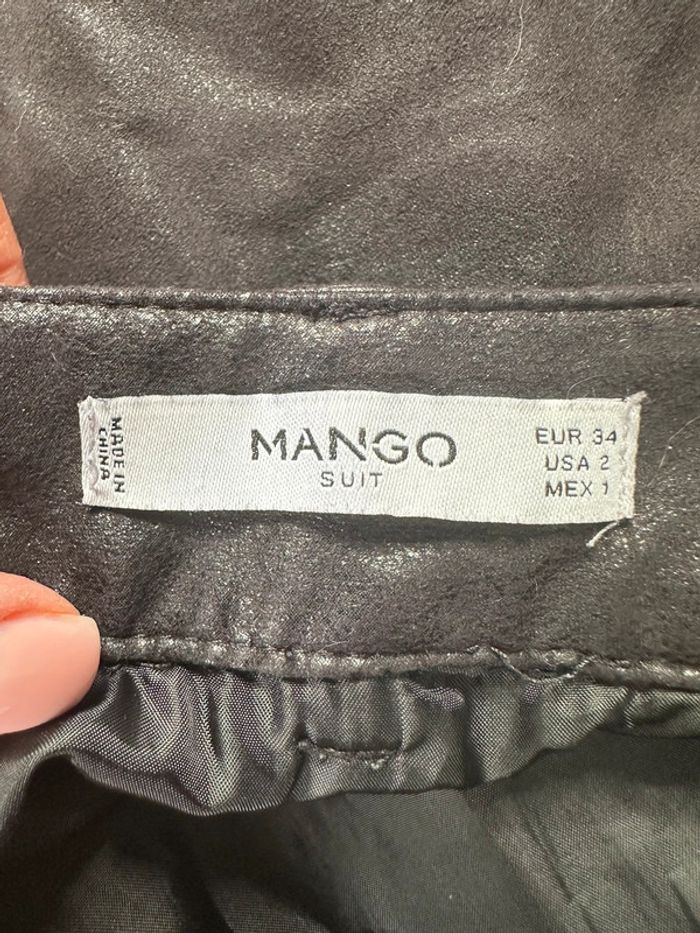 MADE IN
CHINA
MANGO
SUIT
EUR 34
USA 2
MEX 1